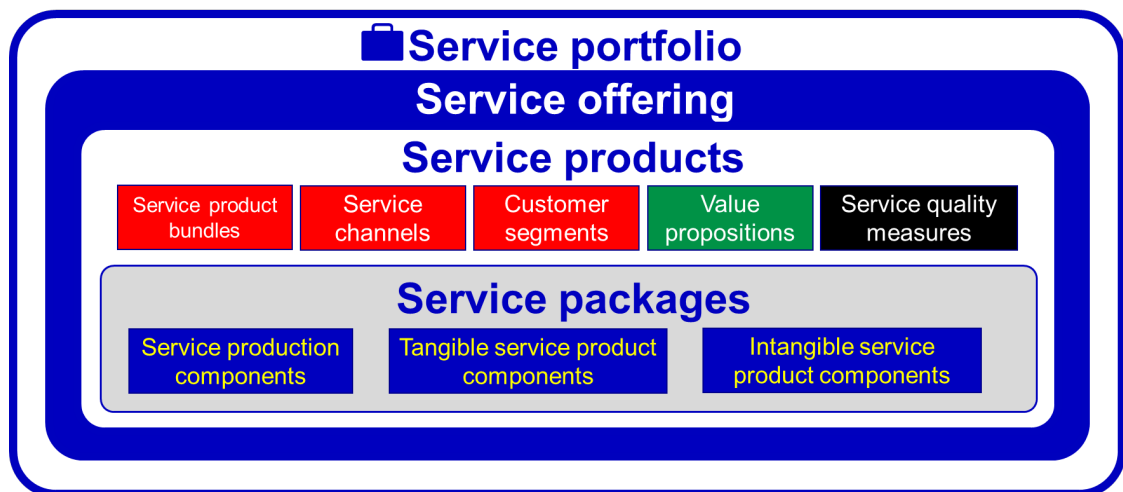 Service portfolio
Service offering
Service products
Service product
bundles
Service
channels
Customer
segments
Value
propositions
Service quality
measures
Service packages
Service production
components
Tangible service product
components
Intangible service
product components